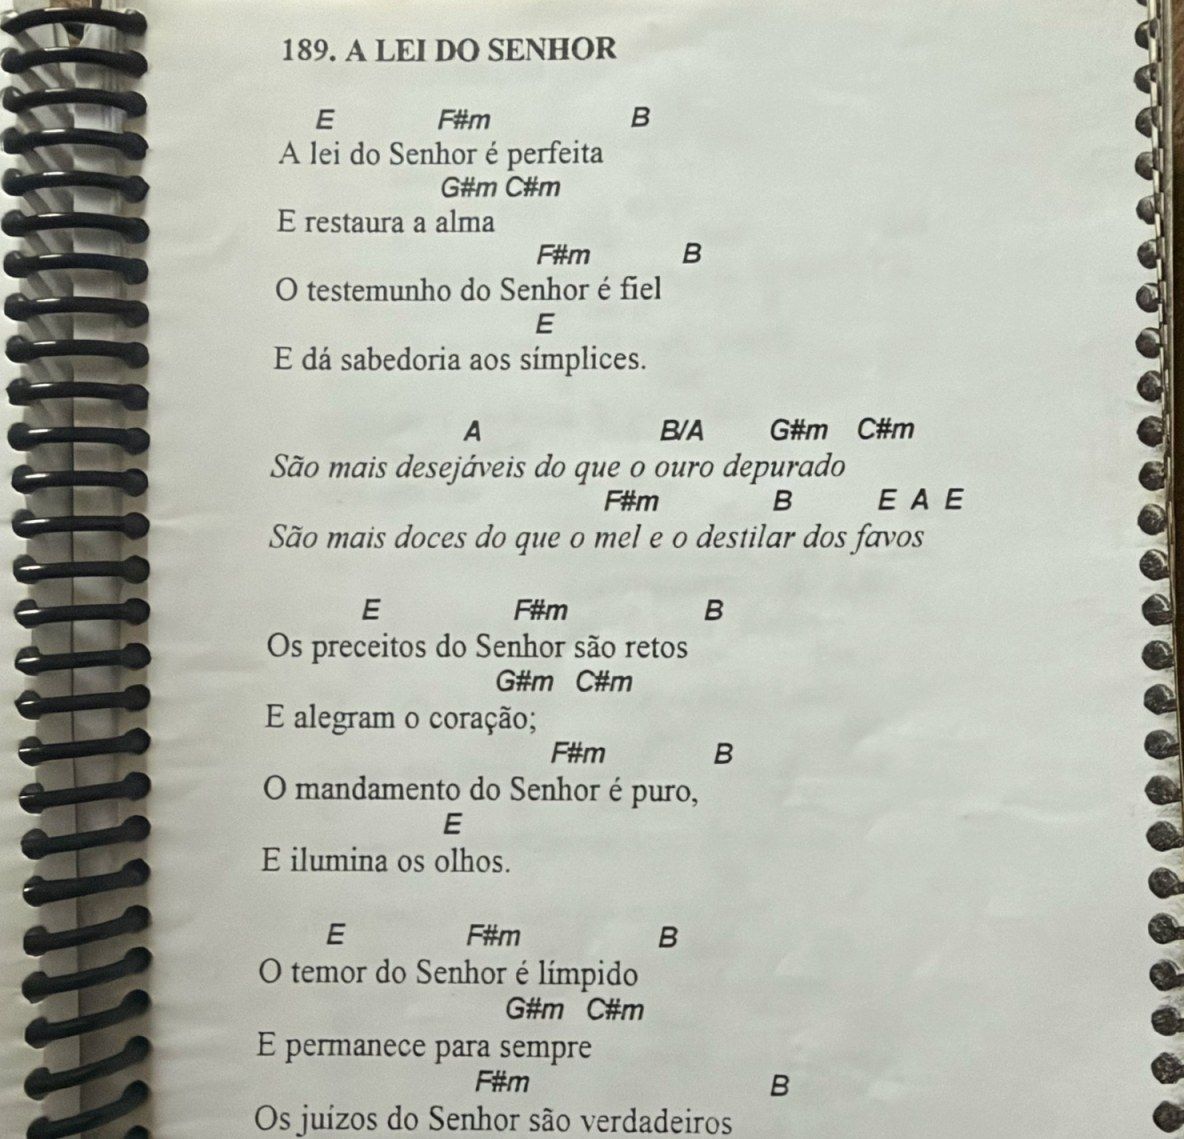 189. A LEI DO SENHOR
E F#m B
A lei do Senhor é perfeita
G#m C#m
E restaura a alma
F#m B
O testemunho do Senhor é fiel
E
E dá sabedoria aos símplices.
A B/A G#m C#m
São mais desejáveis do que o ouro depurado
F#m B E A E
São mais doces do que o mel e o destilar dos favos
E F#m B
Os preceitos do Senhor são retos
G#m C#m
E alegram o coração;
F#m B
O mandamento do Senhor é puro,
E
E ilumina os olhos.
E F#m B
O temor do Senhor é límpido
G#m C#m
E permanece para sempre
F#m B
Os juízos do Senhor são verdadeiros